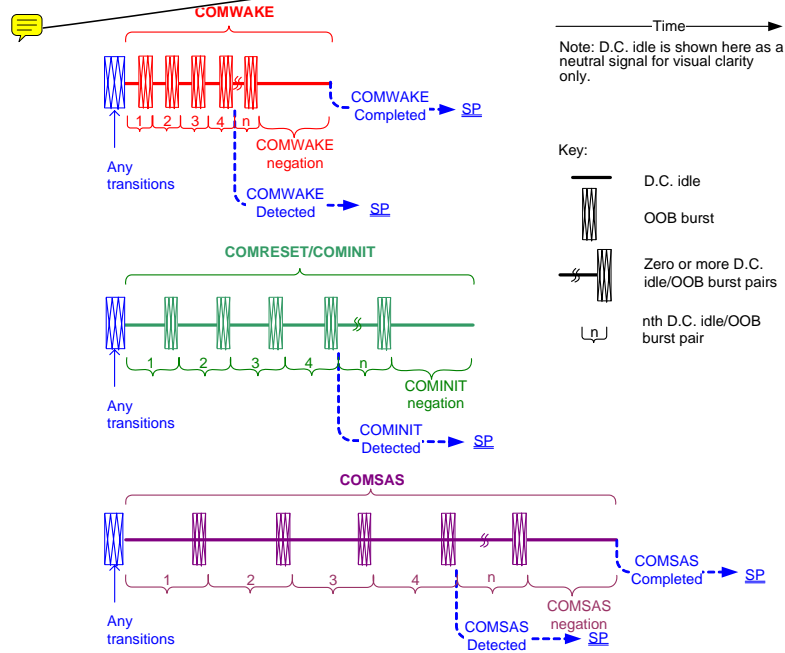 COMWAKE
Time
Note: D.C. idle is shown here as a
neutral signal for visual clarity
only.
COMWAKE
Completed
SP
1 2 3 4 n
COMWAKE
negation
Any
transitions
COMWAKE
Detected
SP
Key:
D.C. idle
OOB burst
Zero or more D.C.
idle/OOB burst pairs
n
nth D.C. idle/OOB
burst pair
COMRESET/COMINIT
1 2 3 4 n
COMINIT
negation
Any
transitions
COMINIT
Detected
SP
COMSAS
1 2 3 4 n
COMSAS
negation
COMSAS
Completed
SP
Any
transitions
COMSAS
Detected
SP